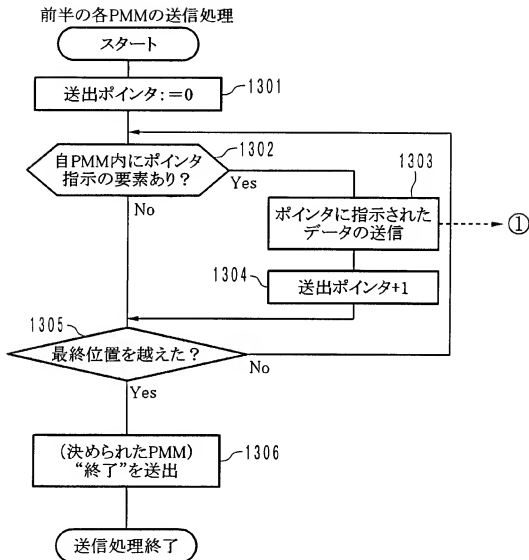 前半の各PMMの送信処理
スタート
送出ポインタ:=0
1301
自PMM内にポインタ
指示の要素あり?
1302
Yes
No
1303
ポインタに指示された
データの送信
①
1304
送出ポインタ+1
1305
最終位置を越えた?
No
Yes
(決められたPMM)
“終了”を送出
1306
送信処理終了